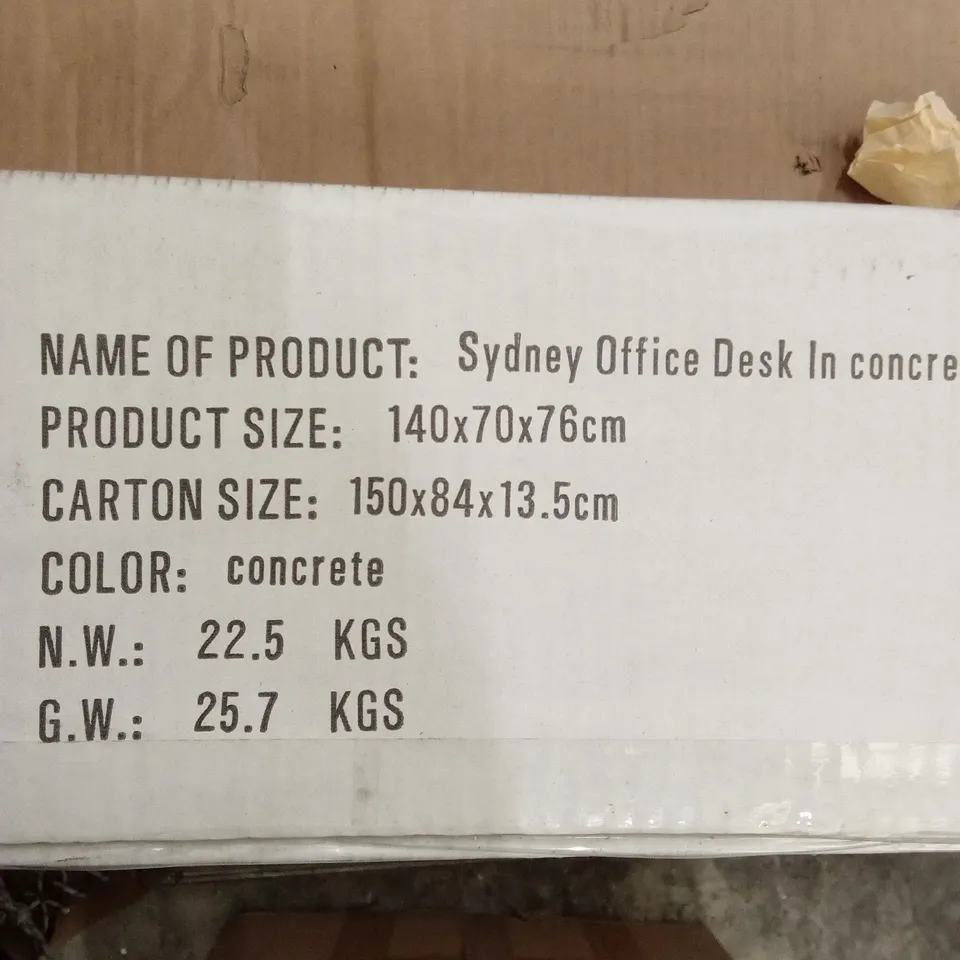 NAME OF PRODUCT: Sydney Office Desk In concre
PRODUCT SIZE: 140x70x76cm
CARTON SIZE: 150x84x13.5cm
COLOR: concrete
N.W.: 22.5 KGS
G.W.: 25.7 KGS